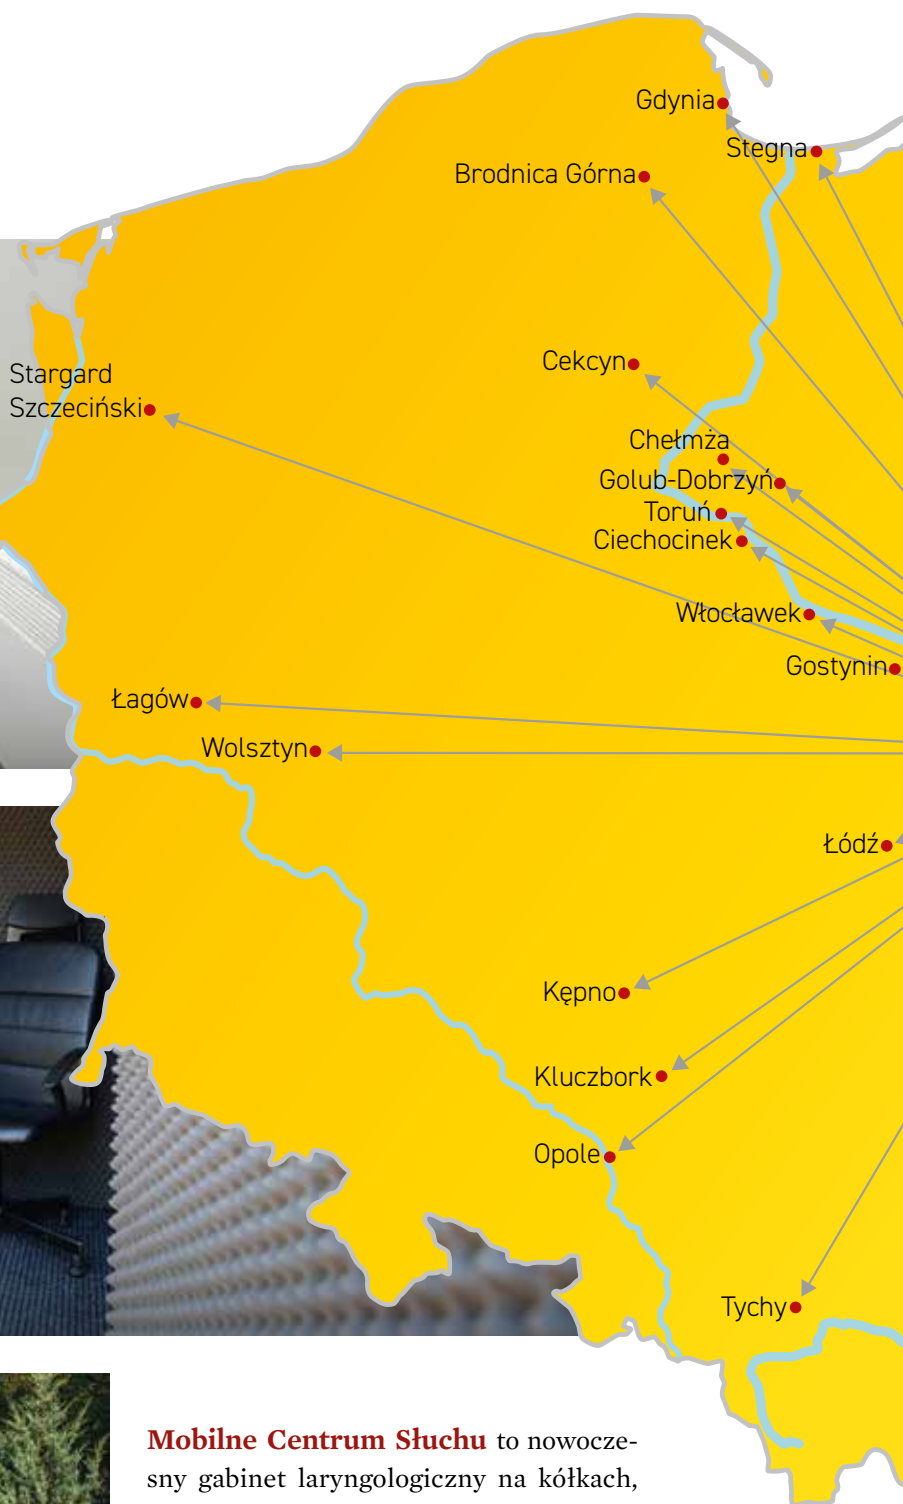 Gdynia
Stegna
Brodnica Górna
Cekcyn
Stargard
Szczeciński
Chełmża
Golub-Dobrzyń
Toruń
Ciechocinek
Włocławek
Gostynin
Łagów
Wolsztyn
Łódź
Kępno
Kluczbork
Opole
Tychy
Mobilne Centrum Słuchu to nowocze-
sny gabinet laryngologiczny na kółkach,